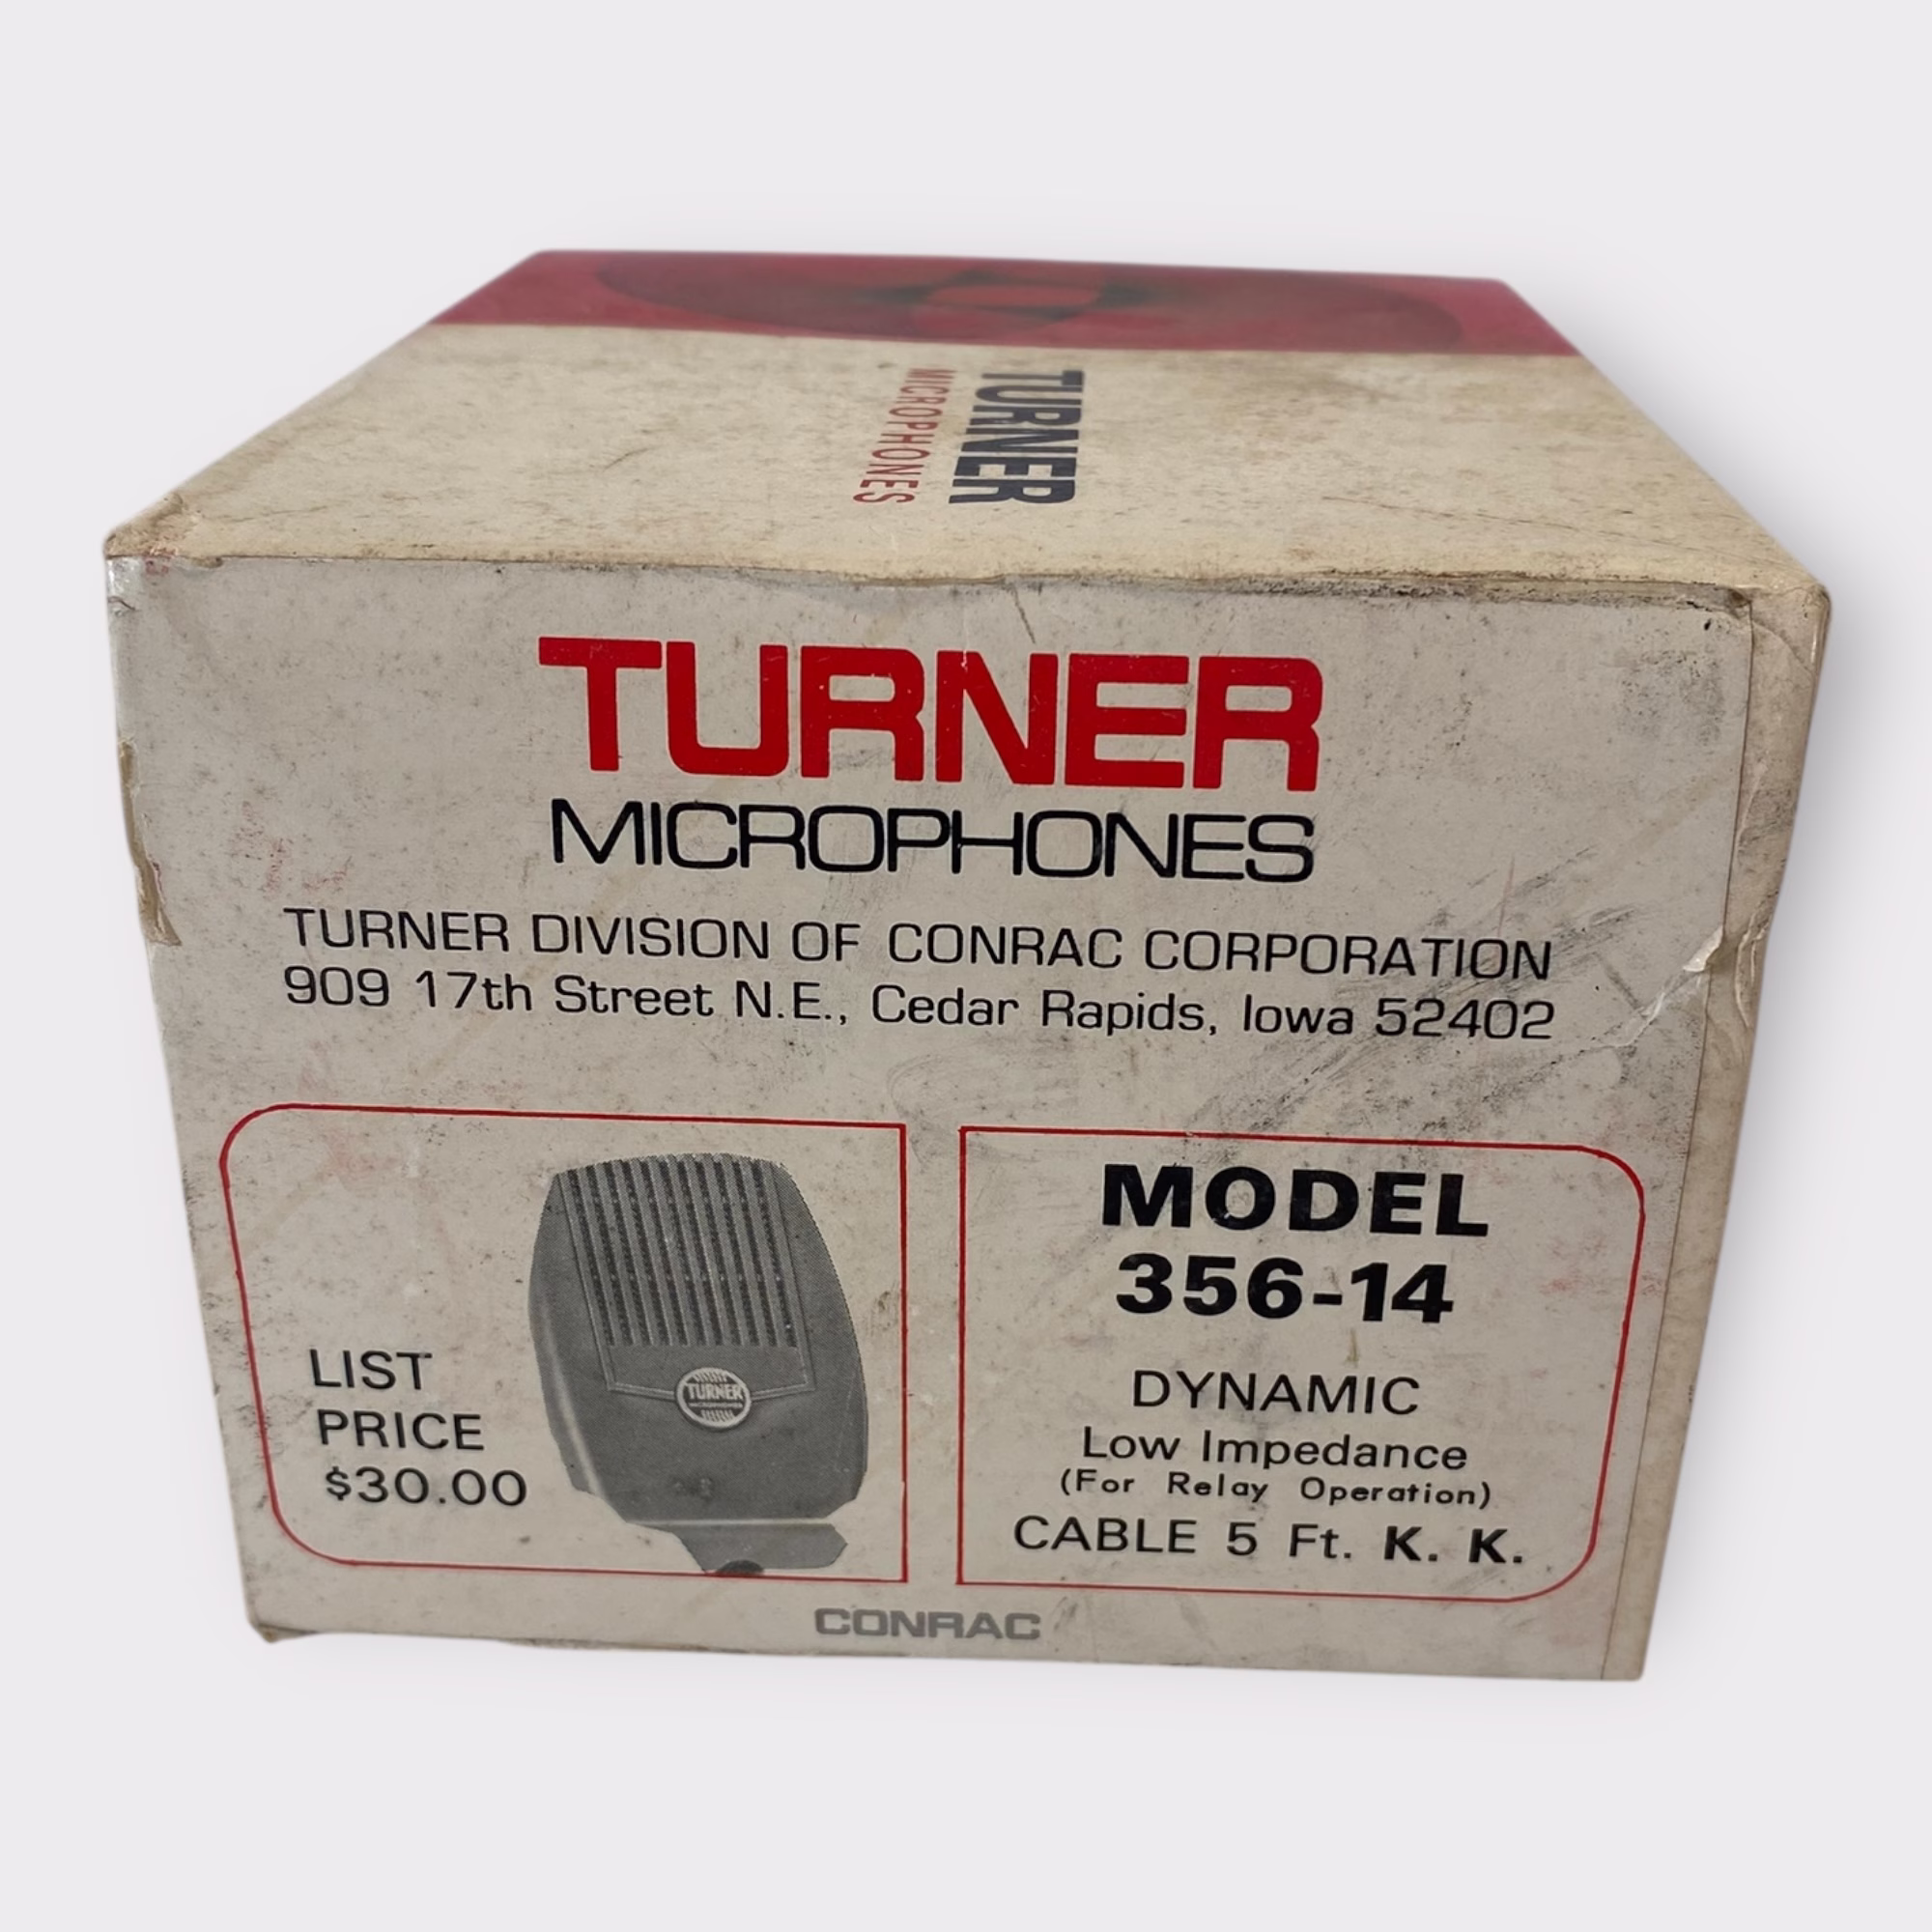 TURNER
MICROPHONES
TURNER
MICROPHONES
TURNER DIVISION OF CONRAC CORPORATION
909 17th Street N.E., Cedar Rapids, Iowa 52402
LIST
PRICE
$30.00
TURNER
MICROPHONES
MODEL
356-14
DYNAMIC
Low Impedance
(For Relay Operation)
CABLE 5 Ft. K. K.
CONRAC